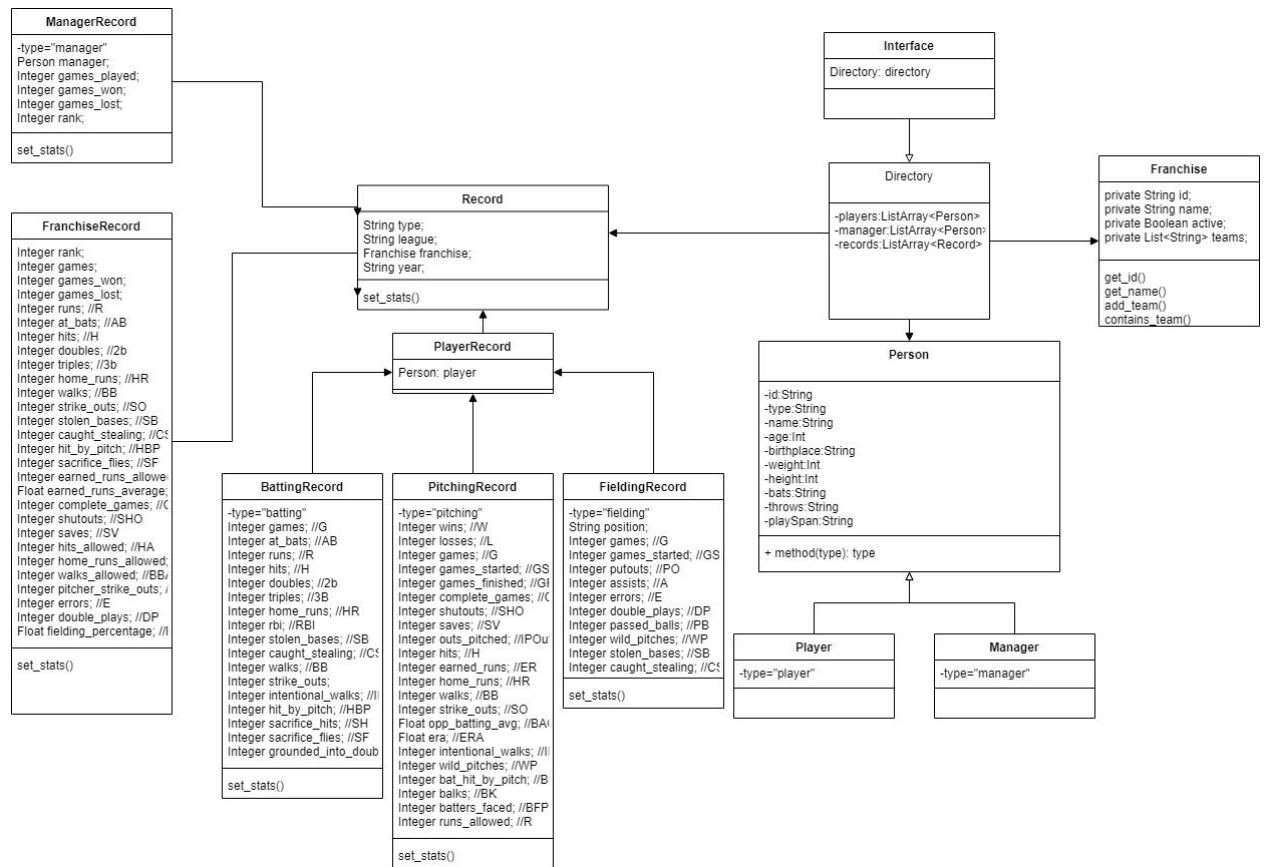 ManagerRecord
-type="manager"
Person manager;
Integer games_played;
Integer games_won;
Integer games_lost;
Integer rank;
set_stats()
FranchiseRecord
Integer rank;
Integer games;
Integer games_won;
Integer games_lost;
Integer runs; //R
Integer at_bats; //AB
Integer hits; //H
Integer doubles; //2b
Integer triples; //3b
Integer home_runs; //HR
Integer walks; //BB
Integer strike_outs; //SO
Integer stolen_bases; //SB
Integer caught_stealing; //CS
Integer hit_by_pitch; //HBP
Integer sacrifice_flies; //SF
Integer earned_runs_allowe
Float earned_runs_average;
Integer complete_games; //C
Integer shutouts; //SHO
Integer saves; //SV
Integer hits_allowed; //HA
Integer home_runs_allowed;
Integer walks_allowed; //BBA
Integer pitcher_strike_outs; /
Integer errors; //E
Integer double_plays; //DP
Float fielding_percentage; //
set_stats()
Record
String type;
String league;
Franchise franchise;
String year;
set_stats()
PlayerRecord
Person: player
BattingRecord
-type="batting"
Integer games; //G
Integer at_bats; //AB
Integer runs; //R
Integer hits; //H
Integer doubles; //2b
Integer triples; //3B
Integer home_runs; //HR
Integer rbi; //RBI
Integer stolen_bases; //SB
Integer caught_stealing; //CS
Integer walks; //BB
Integer strike_outs;
Integer intentional_walks; //I
Integer hit_by_pitch; //HBP
Integer sacrifice_hits; //SH
Integer sacrifice_flies; //SF
Integer grounded_into_doub
set_stats()
PitchingRecord
-type="pitching"
Integer wins; //W
Integer losses; //L
Integer games; //G
Integer games_started; //GS
Integer games_finished; //GF
Integer complete_games; //C
Integer shutouts; //SHO
Integer saves; //SV
Integer outs_pitched; //IPOu
Integer hits; //H
Integer earned_runs; //ER
Integer home_runs; //HR
Integer walks; //BB
Integer strike_outs; //SO
Float opp_batting_avg; //BAO
Float era; //ERA
Integer intentional_walks; //I
Integer wild_pitches; //WP
Integer bat_hit_by_pitch; //B
Integer balks; //BK
Integer batters_faced; //BFP
Integer runs_allowed; //R
set_stats()
FieldingRecord
-type="fielding"
String position;
Integer games; //G
Integer games_started; //GS
Integer putouts; //PO
Integer assists; //A
Integer errors; //E
Integer double_plays; //DP
Integer passed_balls; //PB
Integer wild_pitches; //WP
Integer stolen_bases; //SB
Integer caught_stealing; //CS
set_stats()
Interface
Directory: directory
Directory
-players:ListArray<Person>
-manager:ListArray<Person>
-records:ListArray<Record>
Franchise
private String id;
private String name;
private Boolean active;
private List<String> teams;
get_id()
get_name()
add_team()
contains_team()
Person
-id:String
-type:String
-name:String
-age:Int
-birthplace:String
-weight:Int
-height:Int
-bats:String
-throws:String
-playSpan:String
+ method(type): type
Player
-type="player"
Manager
-type="manager"